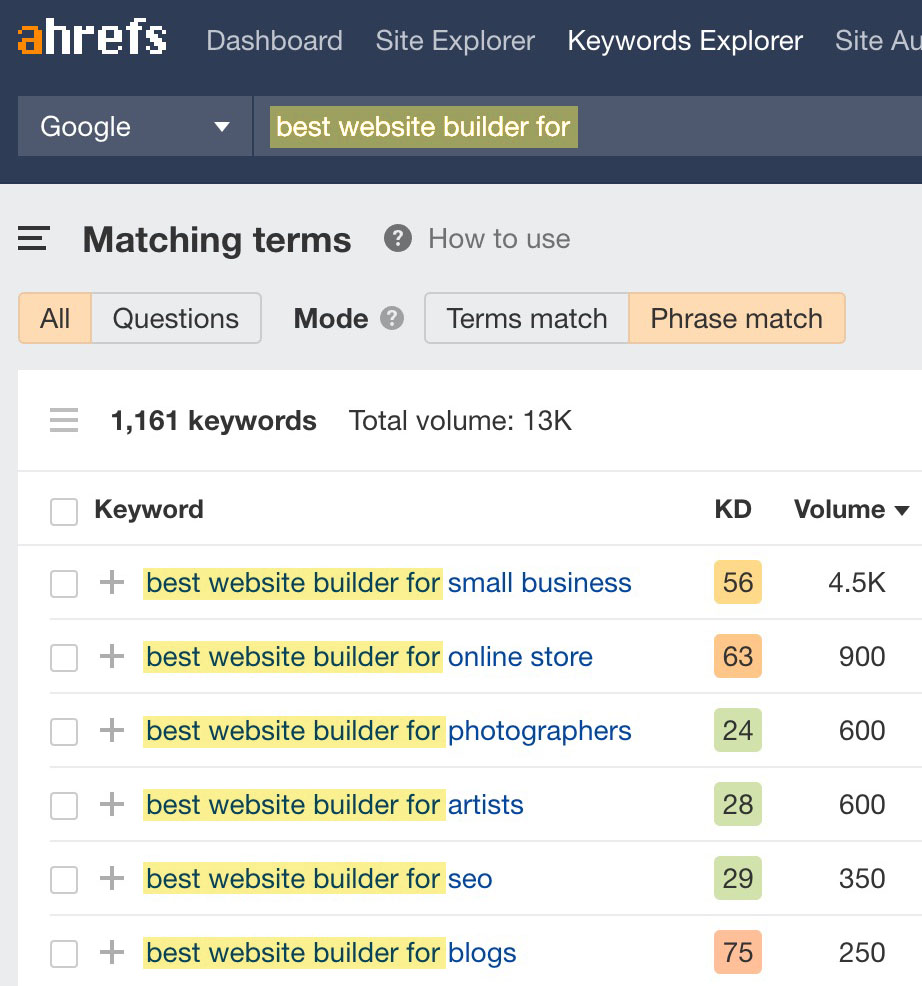 ahrefs Dashboard Site Explorer Keywords Explorer Site Au
Google best website builder for
Matching terms ? How to use
All Questions Mode ? Terms match Phrase match
1,161 keywords Total volume: 13K
Keyword KD Volume
best website builder for small business 56 4.5K
best website builder for online store 63 900
best website builder for photographers 24 600
best website builder for artists 28 600
best website builder for seo 29 350
best website builder for blogs 75 250